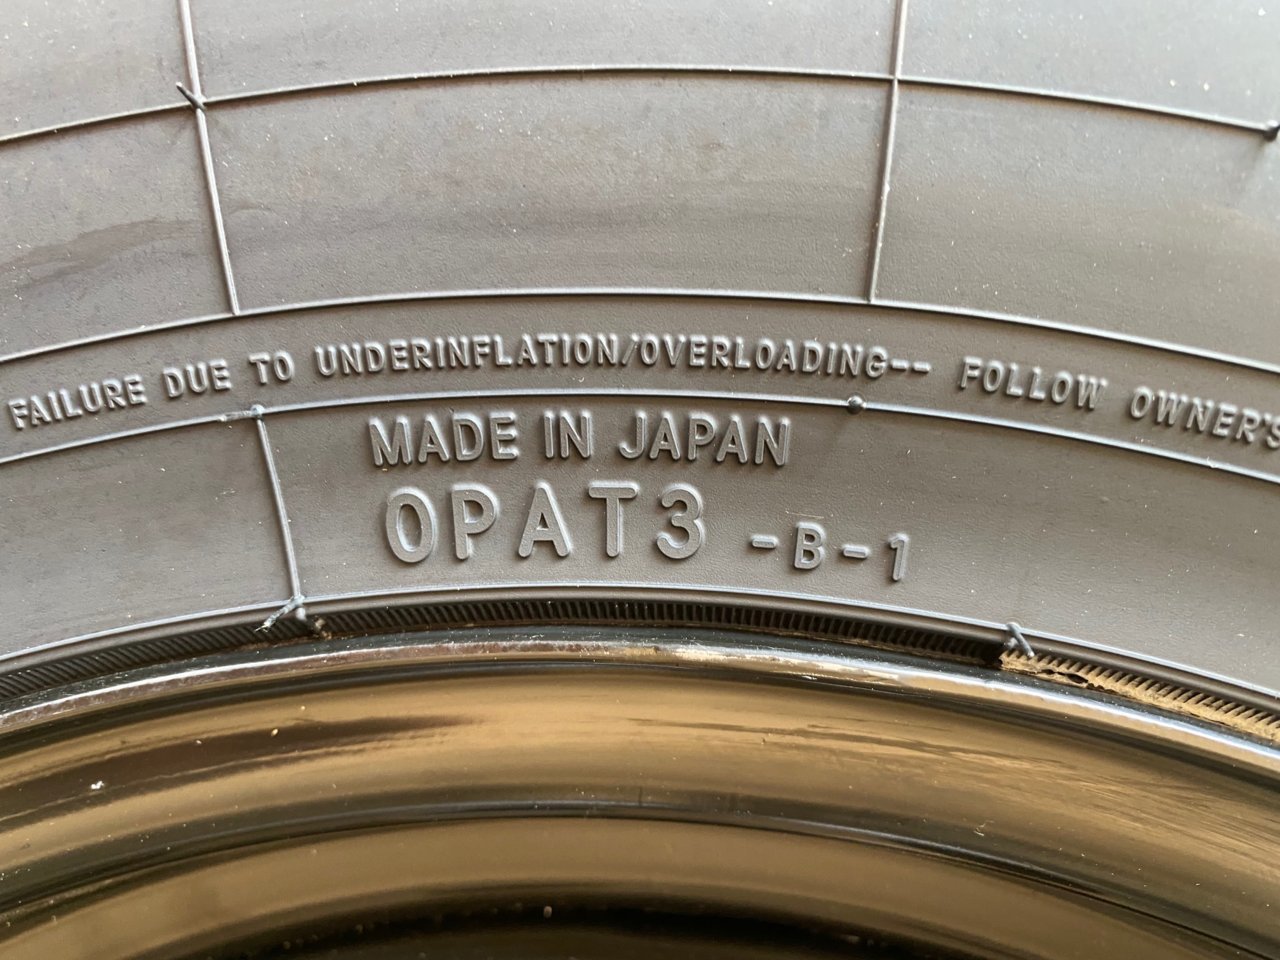 FAILURE DUE TO UNDERINFLATION/OVERLOADING-- FOLLOW OWNER'S
MADE IN JAPAN
OPAT3 -B-1